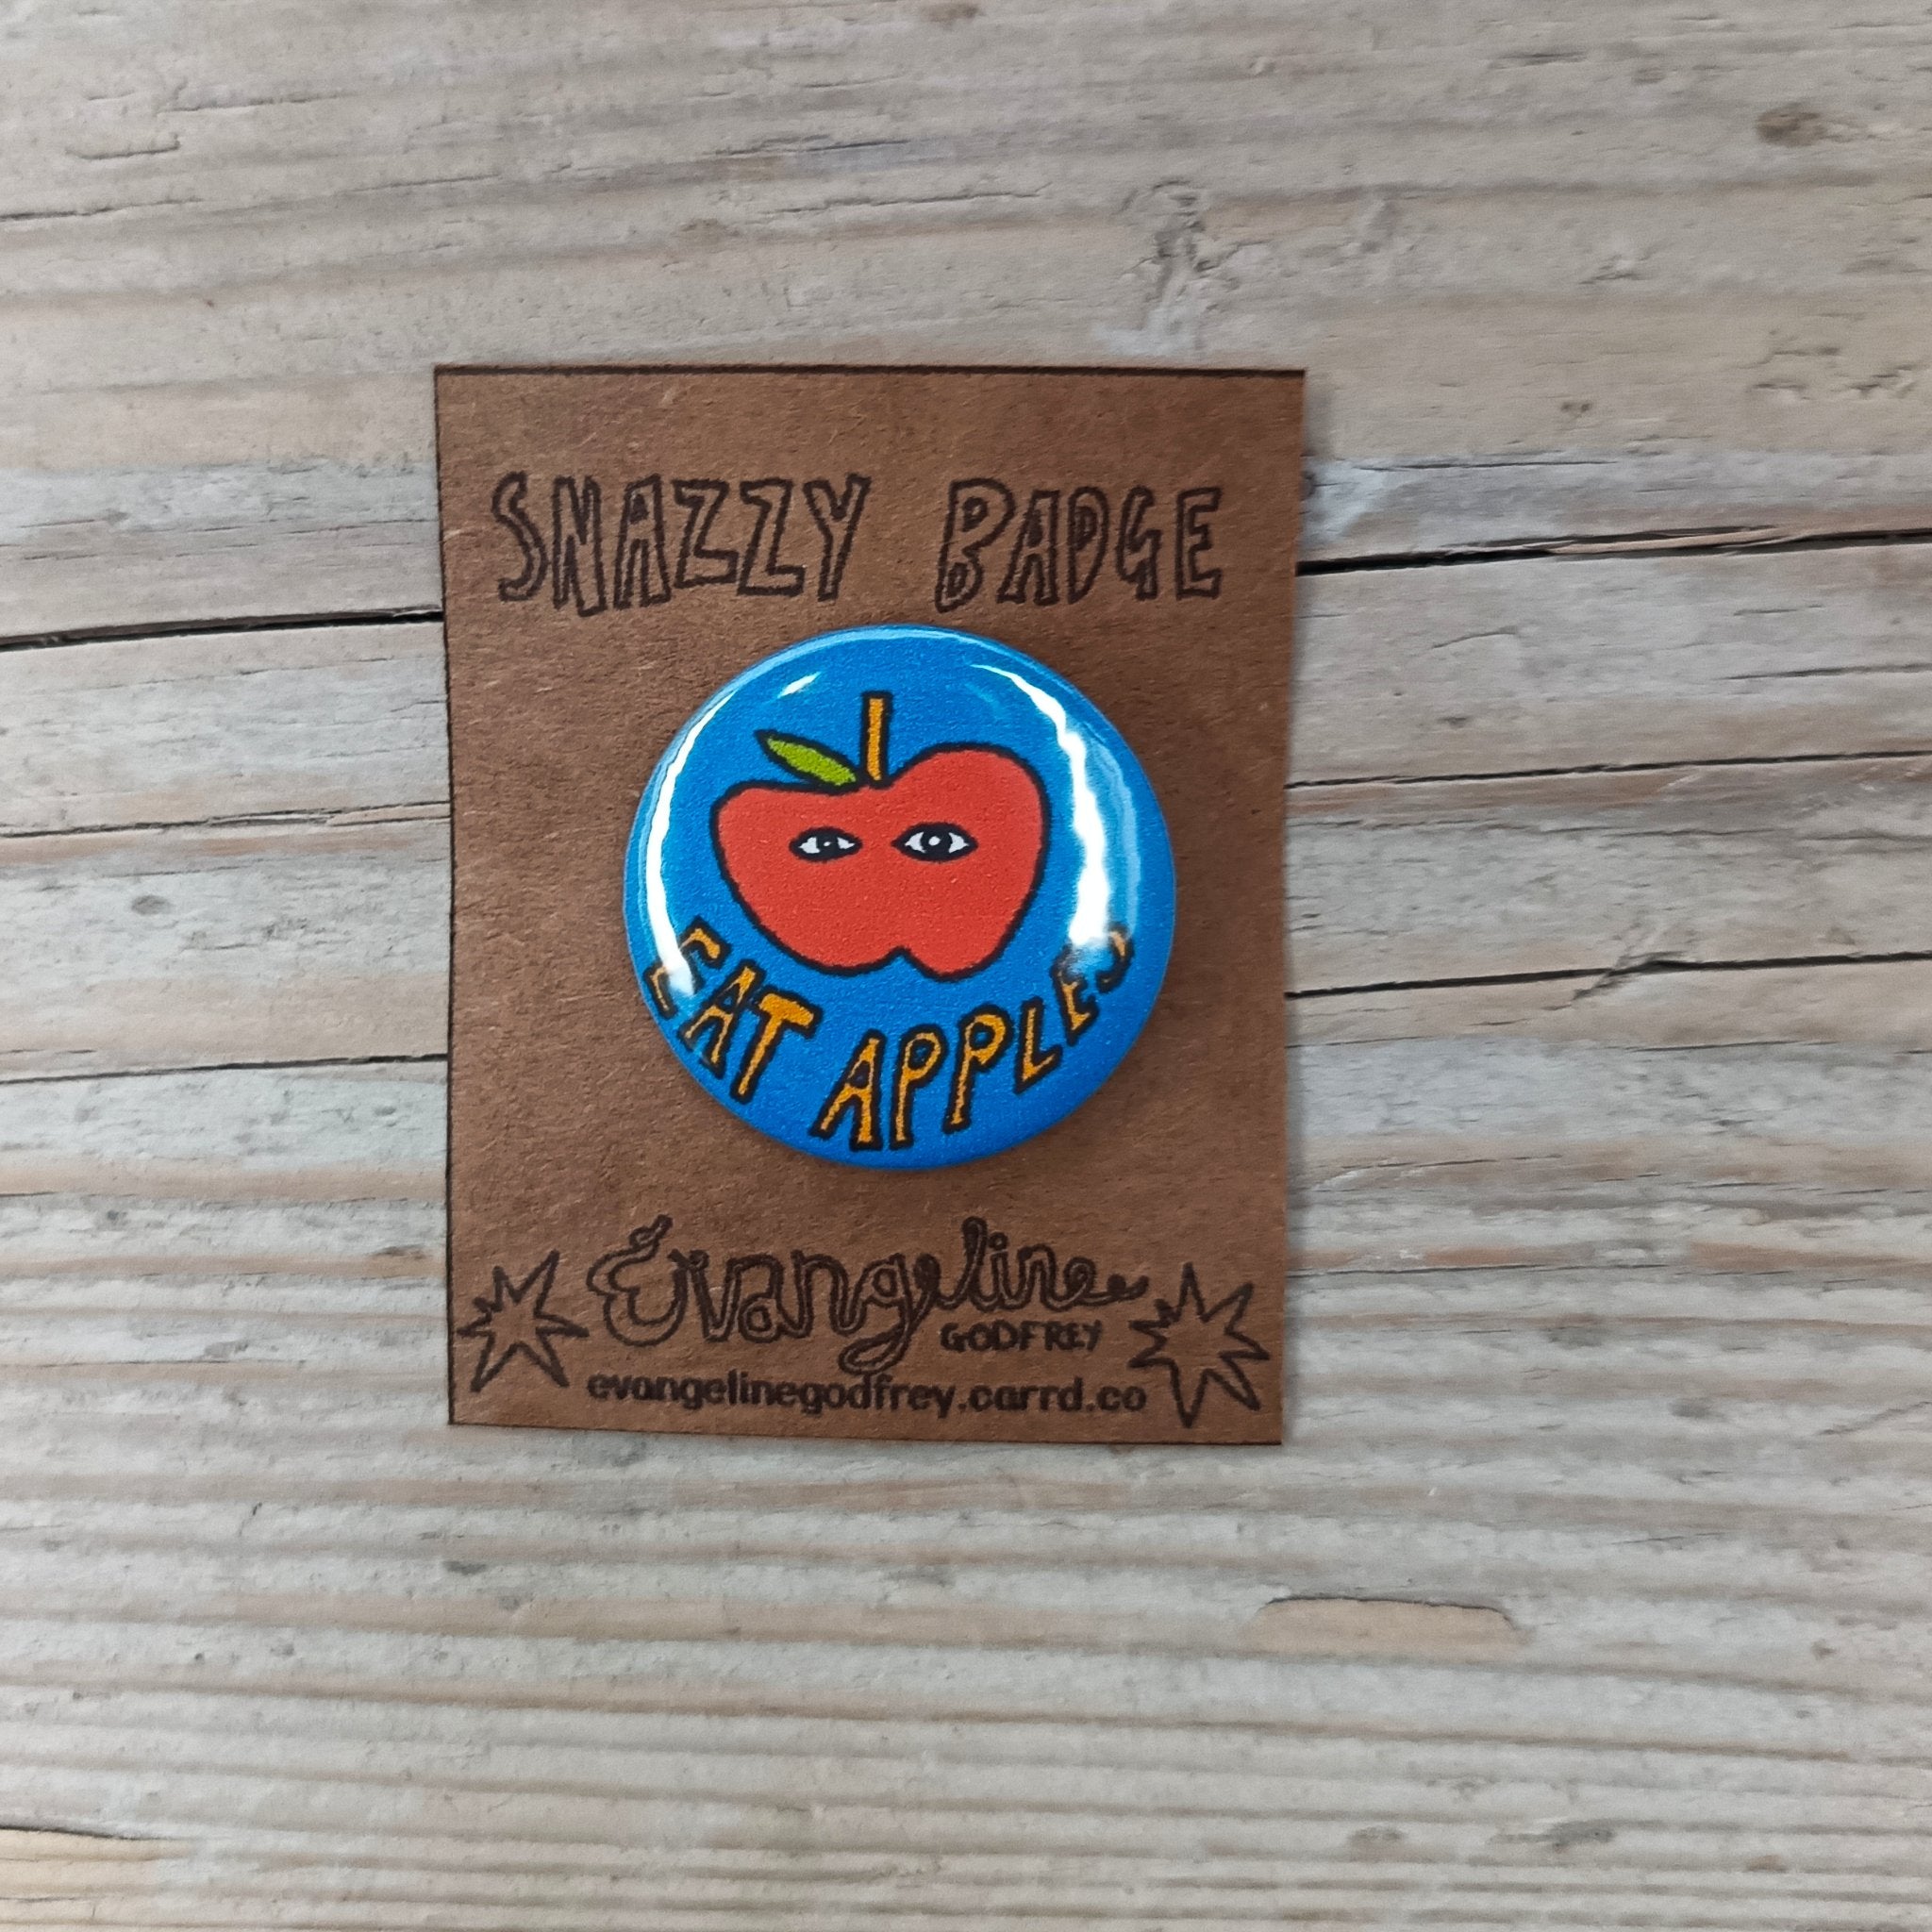 SNAZZY BADGE
EAT APPLES
Evangeline
GODFREY
evangelinegodfrey.carrd.co